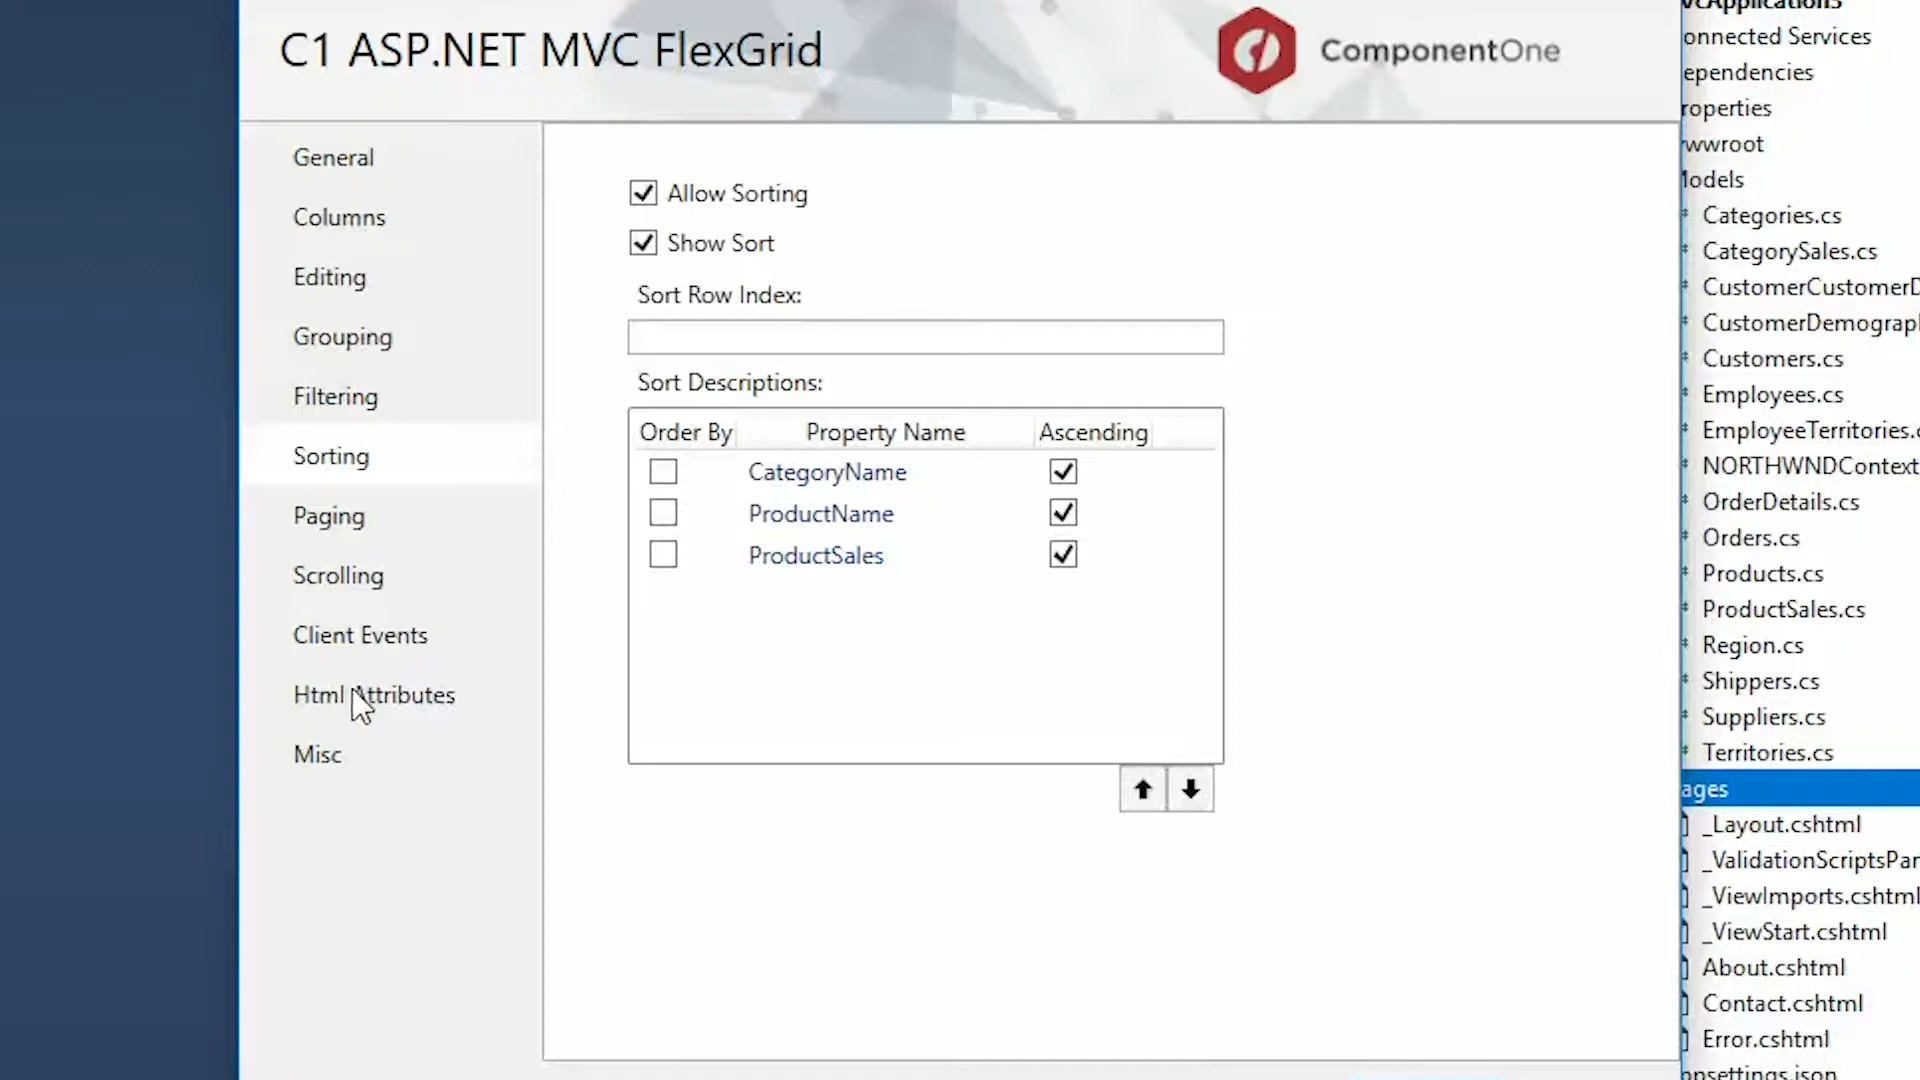 C1 ASP.NET MVC FlexGrid
ComponentOne
General
Columns
Editing
Grouping
Filtering
Sorting
Paging
Scrolling
Client Events
Html Attributes
Misc
Allow Sorting
Show Sort
Sort Row Index:
Sort Descriptions:
Order By Property Name Ascending
CategoryName
ProductName
ProductSales
onnected Services
ependencies
roperties
wwroot
lodels
Categories.cs
CategorySales.cs
CustomerCustomerD
CustomerDemograp
Customers.cs
Employees.cs
EmployeeTerritories.c
NORTHWNDContext
OrderDetails.cs
Orders.cs
Products.cs
ProductSales.cs
Region.cs
Shippers.cs
Suppliers.cs
Territories.cs
ages
_Layout.cshtml
_ValidationScriptsPar
_ViewImports.cshtml
_ViewStart.cshtml
About.cshtml
Contact.cshtml
Error.cshtml